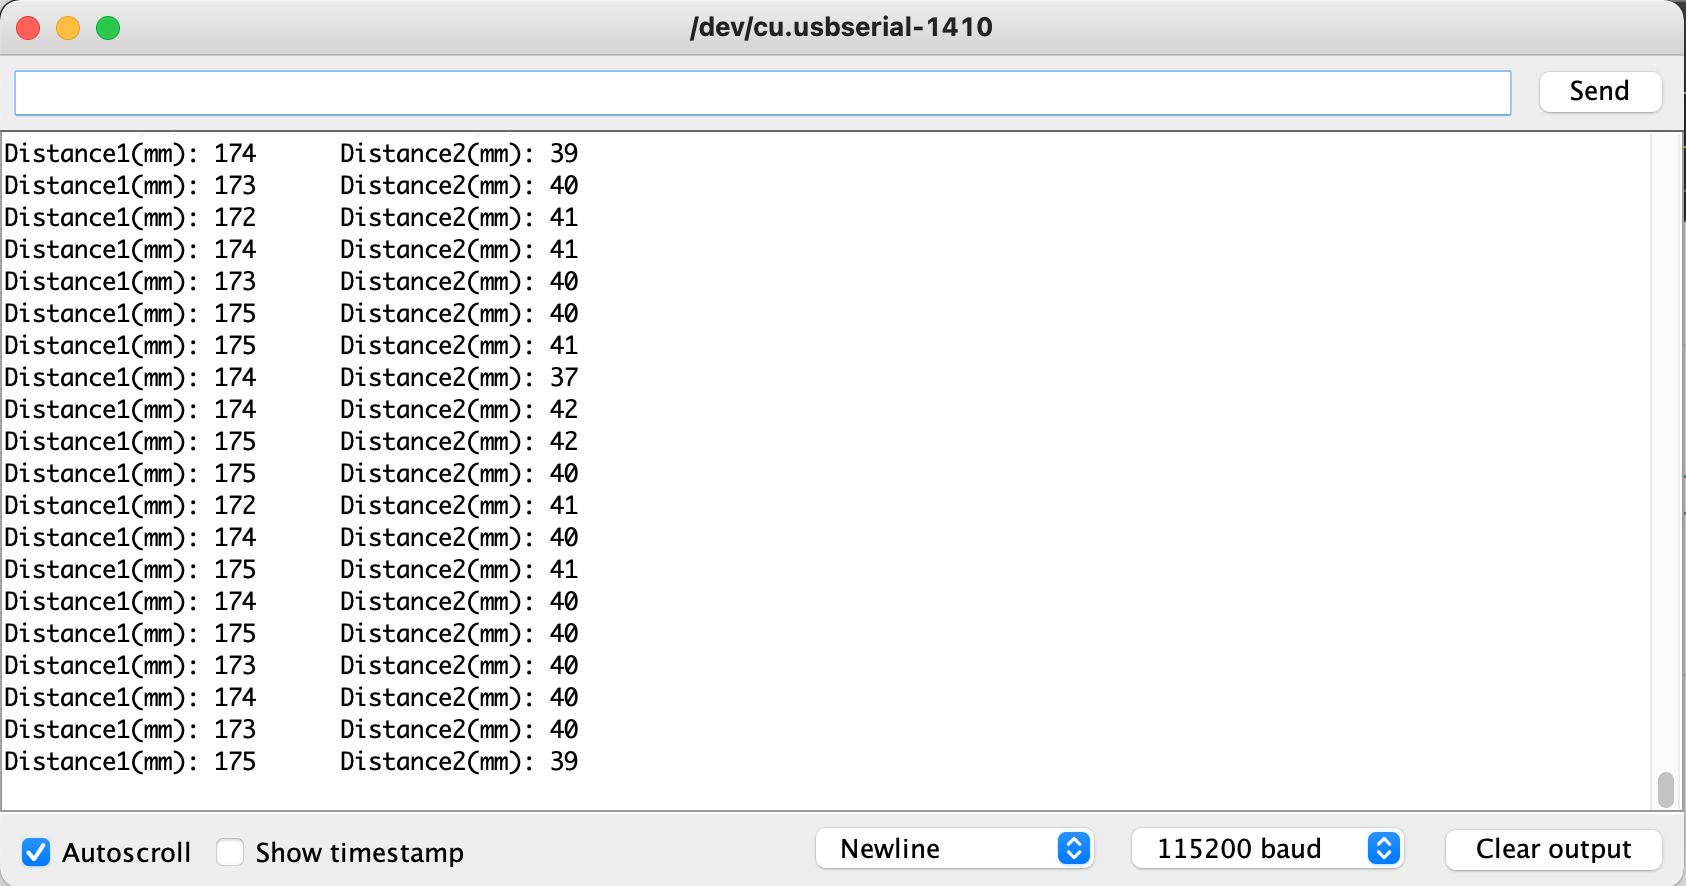 /dev/cu.usbserial-1410
Send
Distance1(mm): 174 Distance2(mm): 39
Distance1(mm): 173 Distance2(mm): 40
Distance1(mm): 172 Distance2(mm): 41
Distance1(mm): 174 Distance2(mm): 41
Distance1(mm): 173 Distance2(mm): 40
Distance1(mm): 175 Distance2(mm): 40
Distance1(mm): 175 Distance2(mm): 41
Distance1(mm): 174 Distance2(mm): 37
Distance1(mm): 174 Distance2(mm): 42
Distance1(mm): 175 Distance2(mm): 42
Distance1(mm): 175 Distance2(mm): 40
Distance1(mm): 172 Distance2(mm): 41
Distance1(mm): 174 Distance2(mm): 40
Distance1(mm): 175 Distance2(mm): 41
Distance1(mm): 174 Distance2(mm): 40
Distance1(mm): 175 Distance2(mm): 40
Distance1(mm): 173 Distance2(mm): 40
Distance1(mm): 174 Distance2(mm): 40
Distance1(mm): 173 Distance2(mm): 40
Distance1(mm): 175 Distance2(mm): 39
Autoscroll Show timestamp Newline 115200 baud Clear output